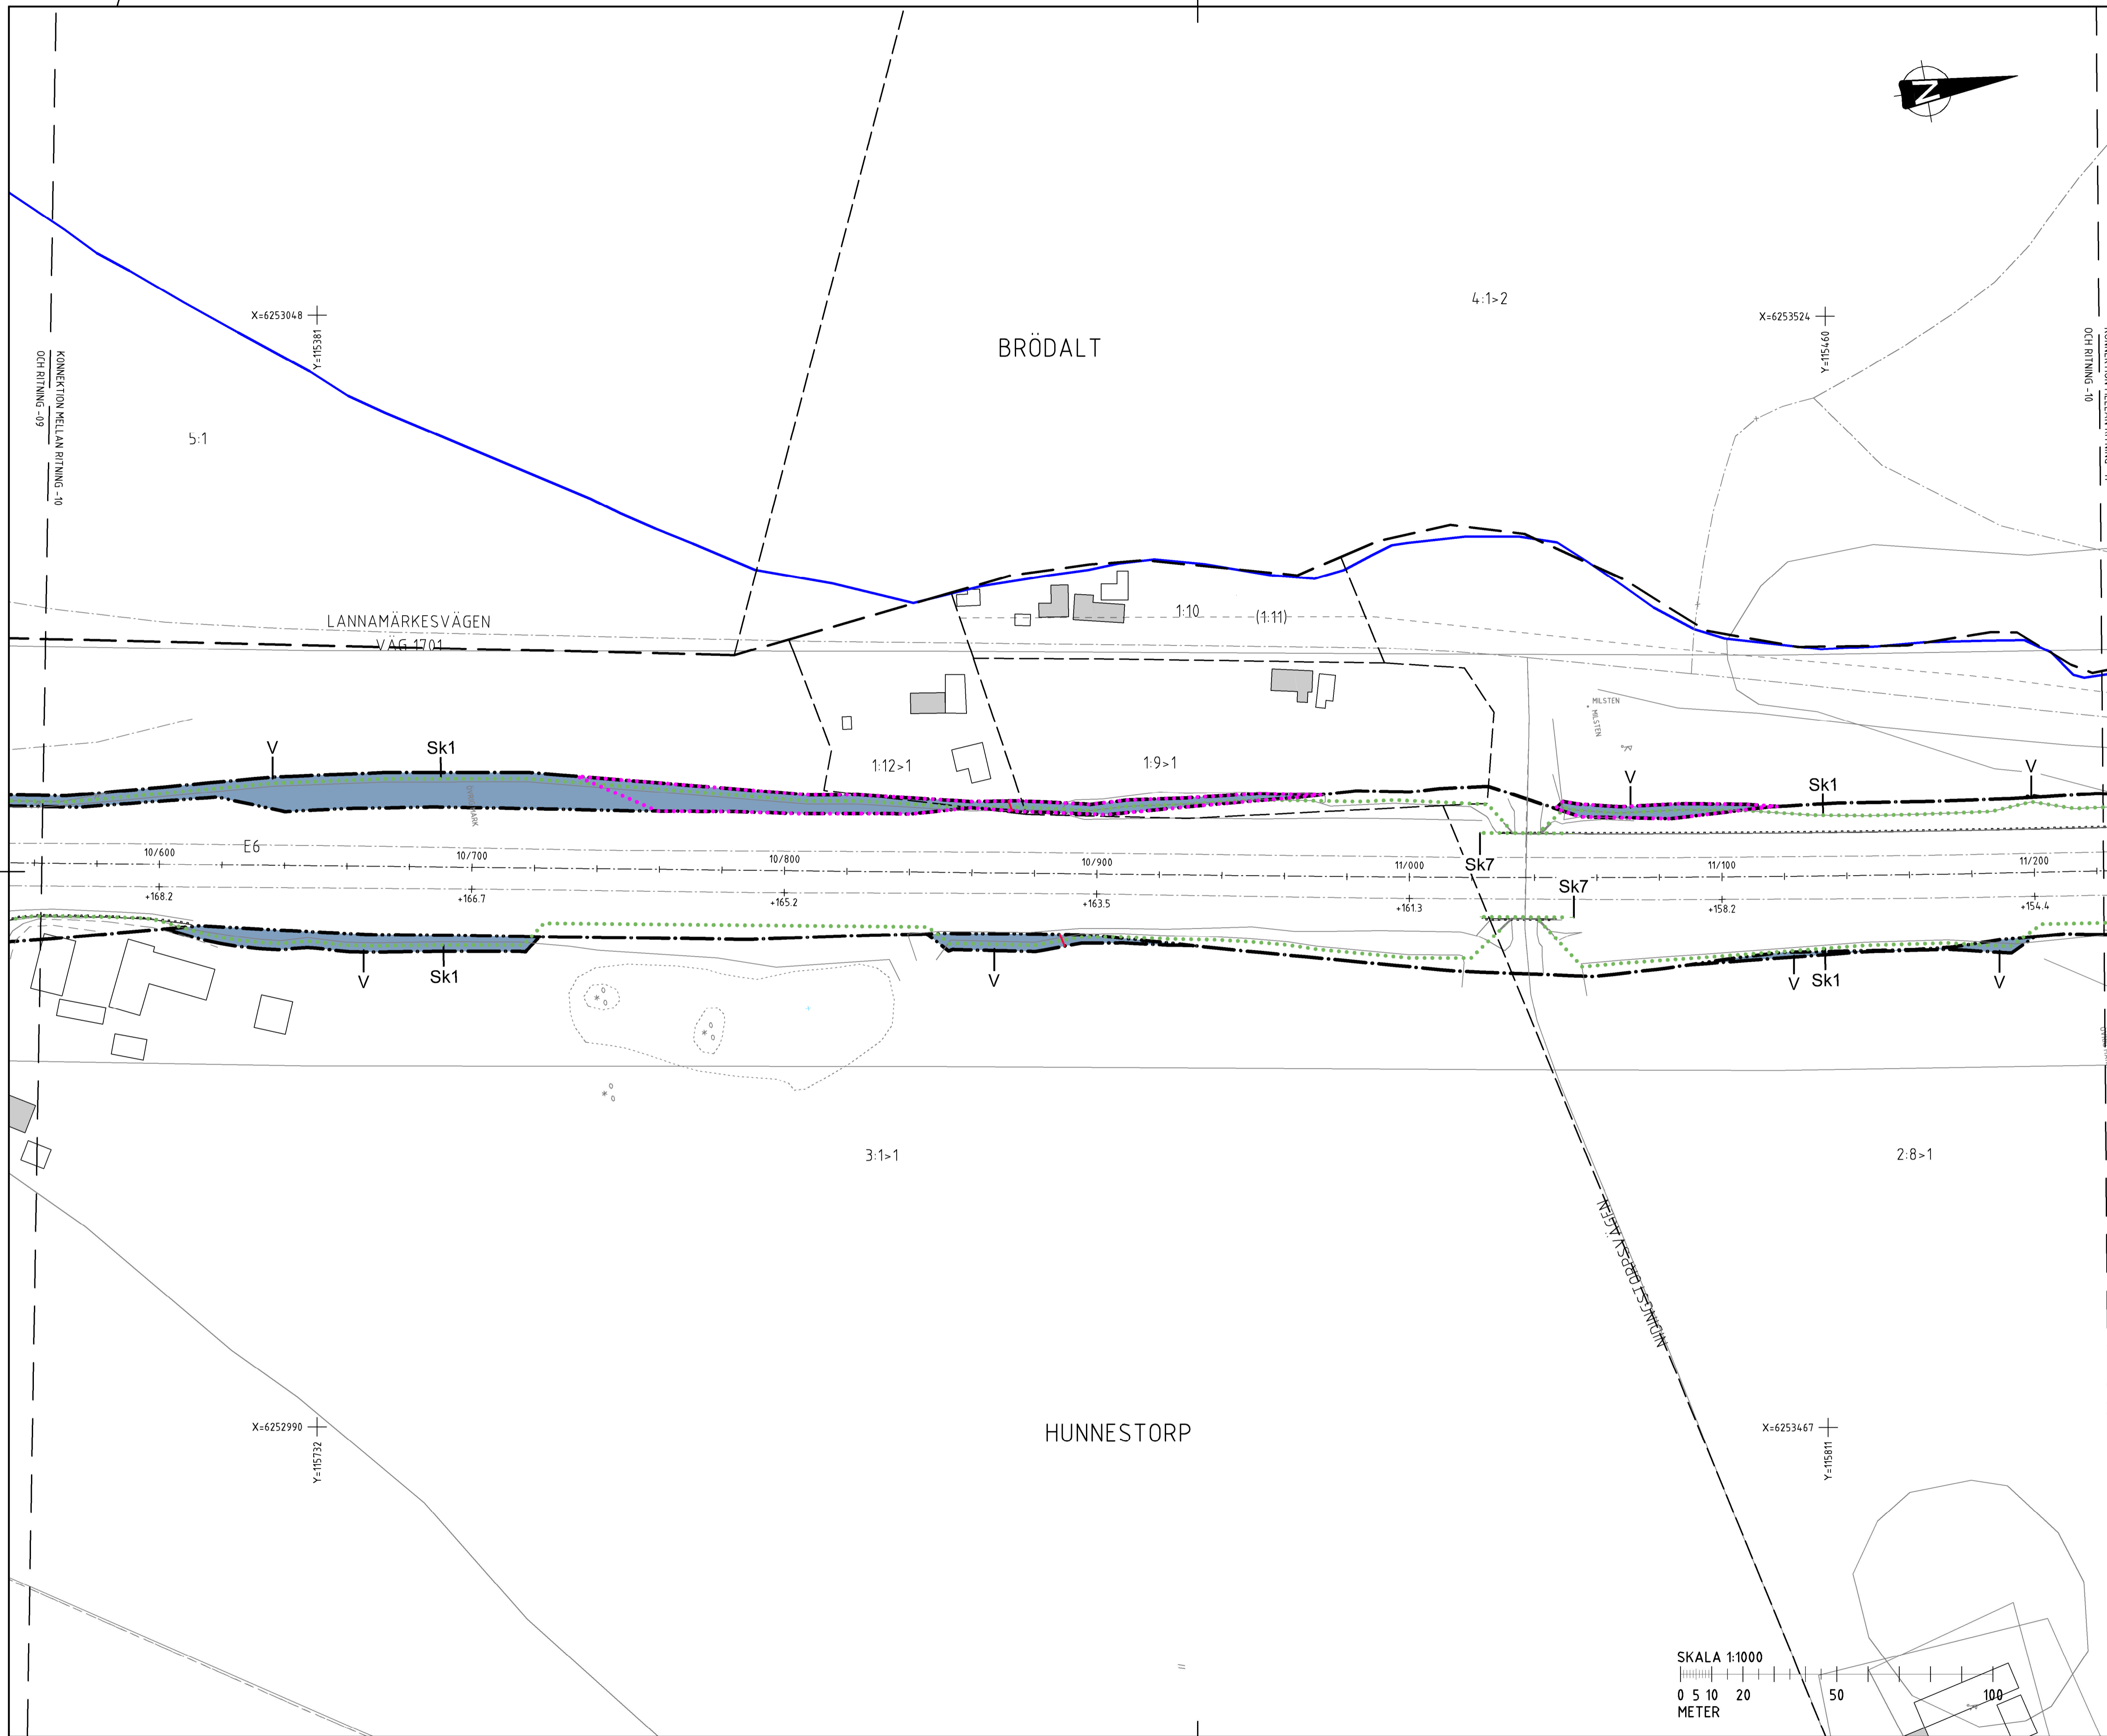 N
4:1>2
X=6253048
Y=115381
X=6253524
Y=115460
BRÖDALT
KONNEKTION MELLAN RITNING -10
OCH RITNING -09
OCH RITNING -10
5:1
LANNAMÄRKESVÄGEN
VÄG 1701
1:10
(1:11)
MILSTEN
MILSTEN
V
Sk1
1:12>1
1:9>1
V
Sk1
V
E6
10/600
10/700
10/800
10/900
11/000
11/100
11/200
Sk7
Sk7
+168.2
+166.7
+165.2
+163.5
+161.3
+158.2
+154.4
V
Sk1
V
V
Sk1
V
3:1>1
2:8>1
NIDINGSTORPSVÄGEN
X=6252990
Y=115732
HUNNESTORP
X=6253467
Y=115811
SKALA 1:1000
0 5 10 20 50 100
METER